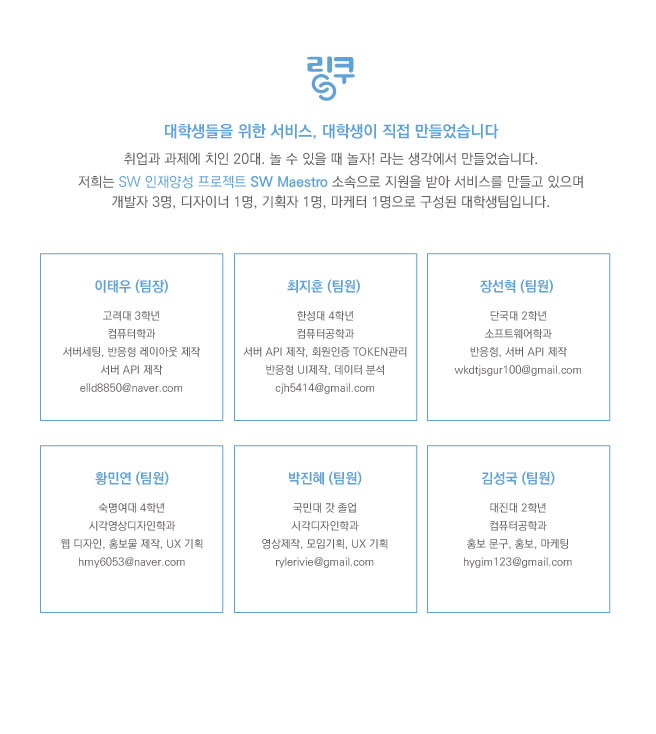 링쿠
대학생들을 위한 서비스, 대학생이 직접 만들었습니다
취업과 과제에 치인 20대. 놀 수 있을 때 놀자! 라는 생각에서 만들었습니다.
저희는 SW 인재양성 프로젝트 SW Maestro 소속으로 지원을 받아 서비스를 만들고 있으며
개발자 3명, 디자이너 1명, 기획자 1명, 마케터 1명으로 구성된 대학생팀입니다.
이태우 (팀장)
고려대 3학년
컴퓨터학과
서버세팅, 반응형 레이아웃 제작
서버 API 제작
elld8850@naver.com
최지훈 (팀원)
한성대 4학년
컴퓨터공학과
서버 API 제작, 회원인증 TOKEN관리
반응형 UI제작, 데이터 분석
cjh5414@gmail.com
장선혁 (팀원)
단국대 2학년
소프트웨어학과
반응형, 서버 API 제작
wkdtjsgur100@gmail.com
황민연 (팀원)
숙명여대 4학년
시각영상디자인학과
웹 디자인, 홍보물 제작, UX 기획
hmy6053@naver.com
박진혜 (팀원)
국민대 갓 졸업
시각디자인학과
영상제작, 모임기획, UX 기획
rylerivie@gmail.com
김성국 (팀원)
대진대 2학년
컴퓨터공학과
홍보 문구, 홍보, 마케팅
hygim123@gmail.com